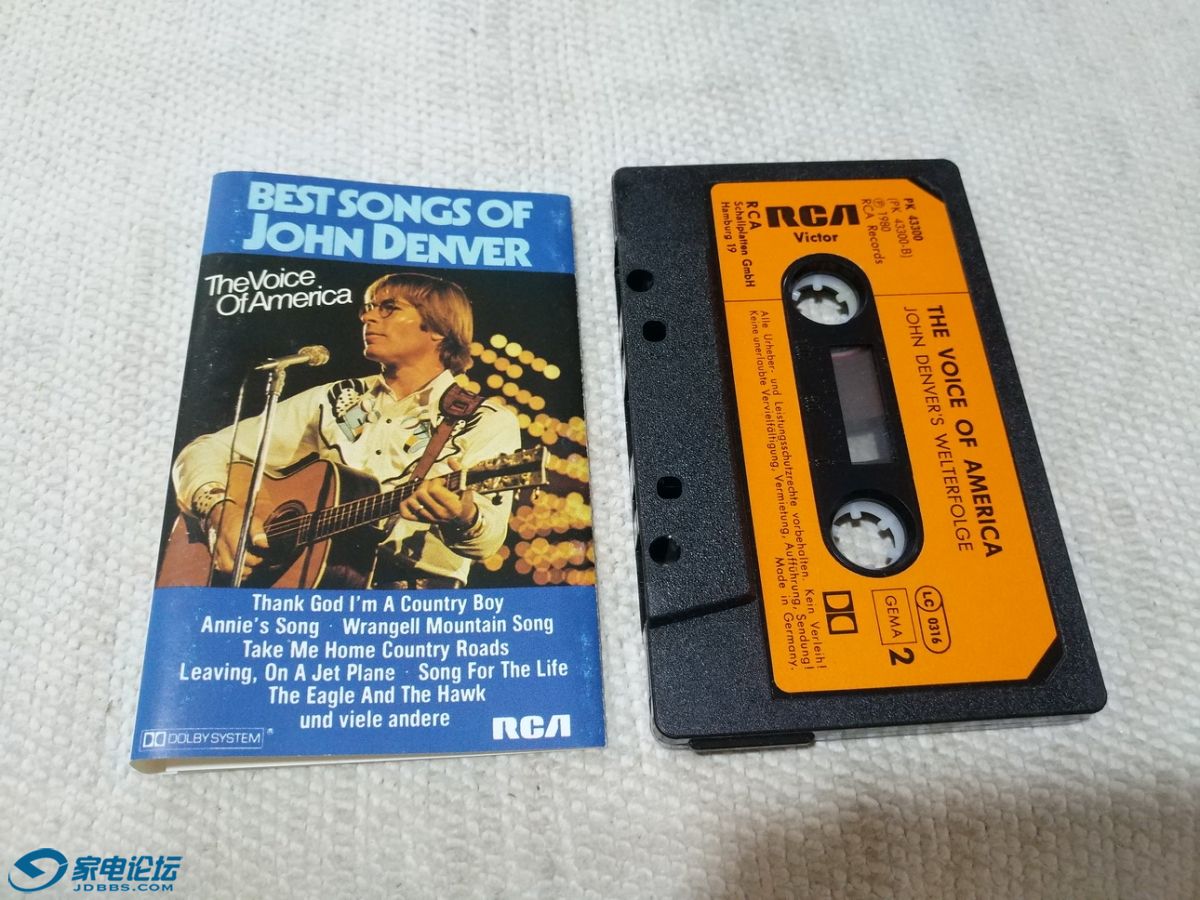 BEST SONGS OF
JOHN DENVER
The Voice
Of America
Thank God I'm A Country Boy
Annie's Song · Wrangell Mountain Song
Take Me Home Country Roads
Leaving, On A Jet Plane · Song For The Life
The Eagle And The Hawk
und viele andere
DOLBY SYSTEM®
RCA
RCA
Victor
RCA
Schallplatten GmbH
Hamburg 19
PK 43300
(PK 43300-B)
℗ 1980
RCA Records
THE VOICE OF AMERICA
JOHN DENVER'S WELTERFOLGE
Alle Urheber- und Leistungsschutzrechte vorbehalten. Kein Verleih!
Keine unerlaubte Vervielfältigung, Vermietung, Aufführung, Sendung!
Made in Germany.
GEMA
2
LC
0316
家电论坛
JDBBS.COM